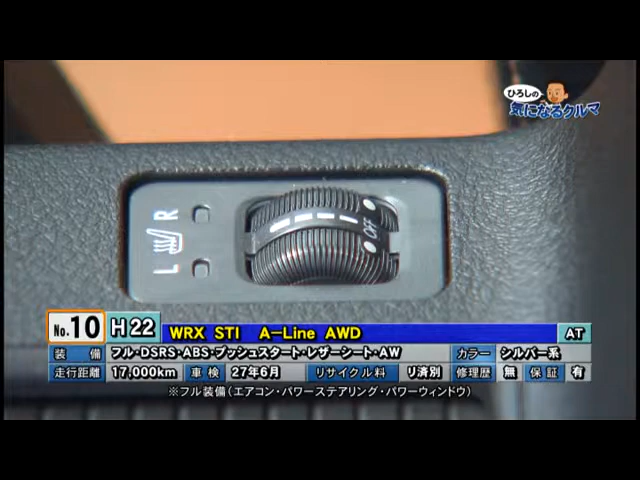 ひろしの
気になるクルマ
L R
OFF
No.10 H22 WRX STI A-Line AWD AT
装備 フル・DSRS・ABS・プッシュスタート・レザーシート・AW カラー シルバー系
走行距離 17,000km 車検 27年6月 リサイクル料 リ済別 修理歴 無 保証 有
※フル装備(エアコン・パワーステアリング・パワーウィンドウ)